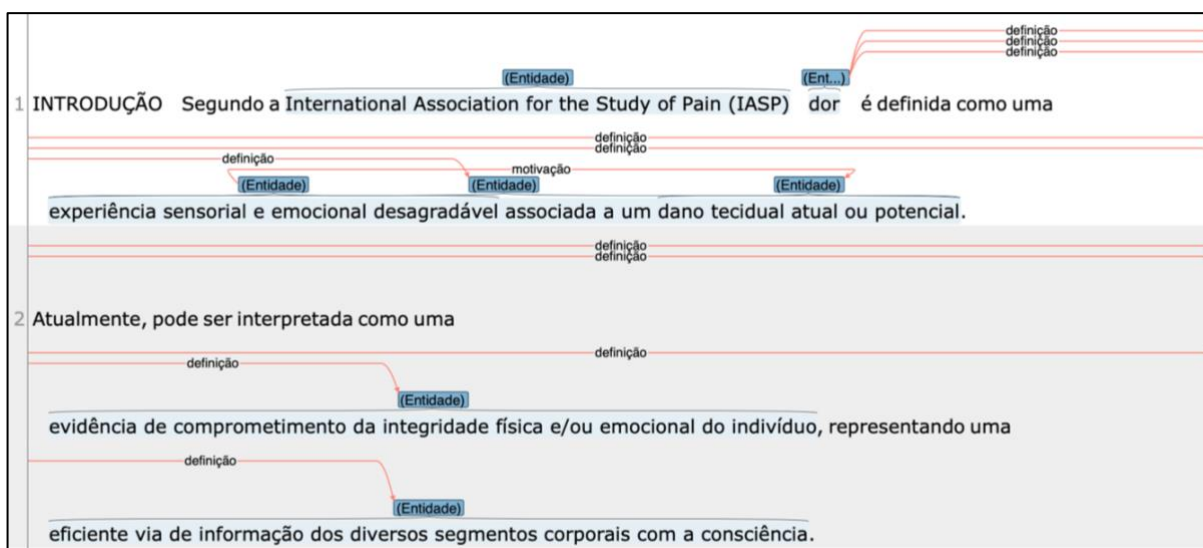 definição
definição
definição
(Entidade) (Ent...)
1 INTRODUÇÃO Segundo a International Association for the Study of Pain (IASP) dor é definida como uma
definição
definição
definição motivação
(Entidade) (Entidade) (Entidade)
experiência sensorial e emocional desagradável associada a um dano tecidual atual ou potencial.
definição
definição
2 Atualmente, pode ser interpretada como uma
definição
definição
(Entidade)
evidência de comprometimento da integridade física e/ou emocional do indivíduo, representando uma
definição
(Entidade)
eficiente via de informação dos diversos segmentos corporais com a consciência.